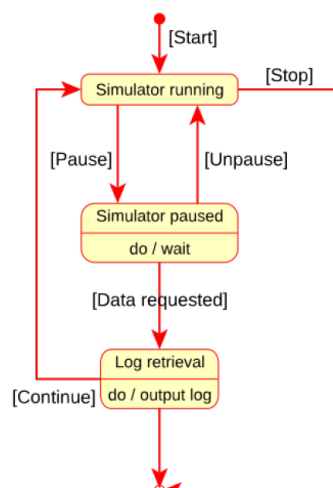 [Start]
Simulator running
[Stop]
[Pause]
[Unpause]
Simulator paused
do / wait
[Data requested]
Log retrieval
do / output log
[Continue]